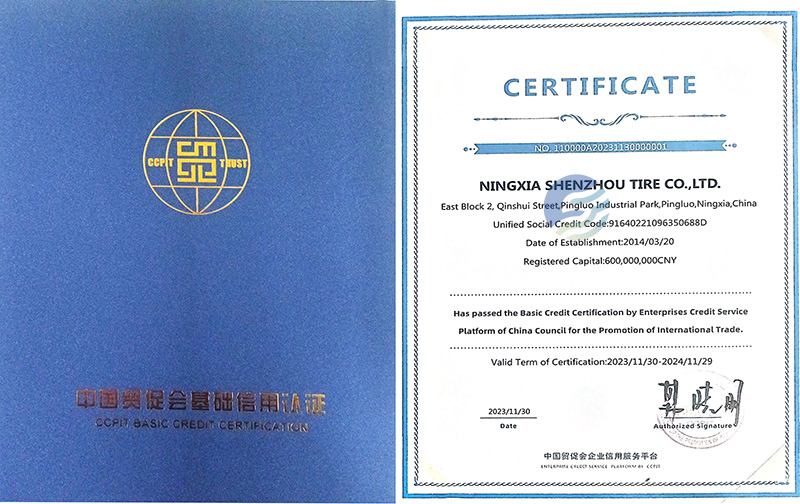 CCPIT TRUST
中国贸促会基础信用认证
CCPIT BASIC CREDIT CERTIFICATION
CERTIFICATE
NO. 110000A20231130000001
NINGXIA SHENZHOU TIRE CO.,LTD.
East Block 2, Qinshui Street,Pingluo Industrial Park,Pingluo,Ningxia,China
Unified Social Credit Code:91640221096350688D
Date of Establishment:2014/03/20
Registered Capital:600,000,000CNY
Has passed the Basic Credit Certification by Enterprises Credit Service
Platform of China Council for the Promotion of International Trade.
Valid Term of Certification:2023/11/30-2024/11/29
2023/11/30
Date
Authorized Signature
中国贸促会企业信用服务平台
ENTERPRISE CREDIT SERVICE PLATFORM BY CCPIT